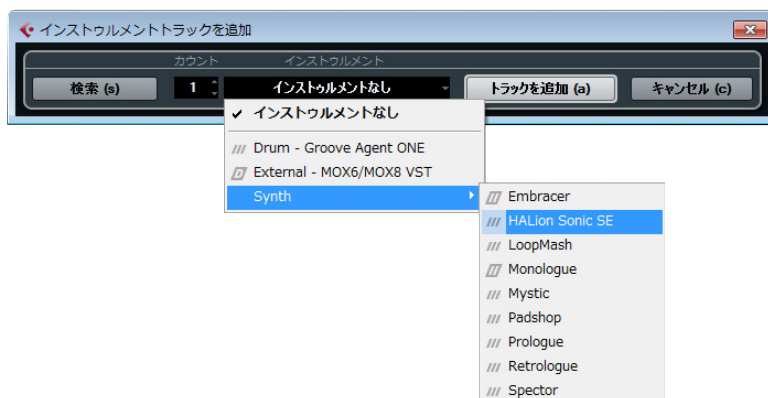 インストゥルメントトラックを追加
カウント インストゥルメント
検索 (s) 1 インストゥルメントなし トラックを追加 (a) キャンセル (c)
✓ インストゥルメントなし
Drum - Groove Agent ONE
External - MOX6/MOX8 VST
Synth
Embracer
HALion Sonic SE
LoopMash
Monologue
Mystic
Padshop
Prologue
Retrologue
Spector